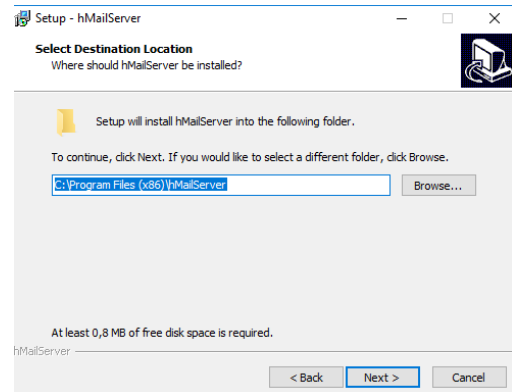 Setup - hMailServer
Select Destination Location
Where should hMailServer be installed?
Setup will install hMailServer into the following folder.
To continue, click Next. If you would like to select a different folder, click Browse.
C:\Program Files (x86)\hMailServer
Browse...
At least 0,8 MB of free disk space is required.
hMailServer
< Back
Next >
Cancel